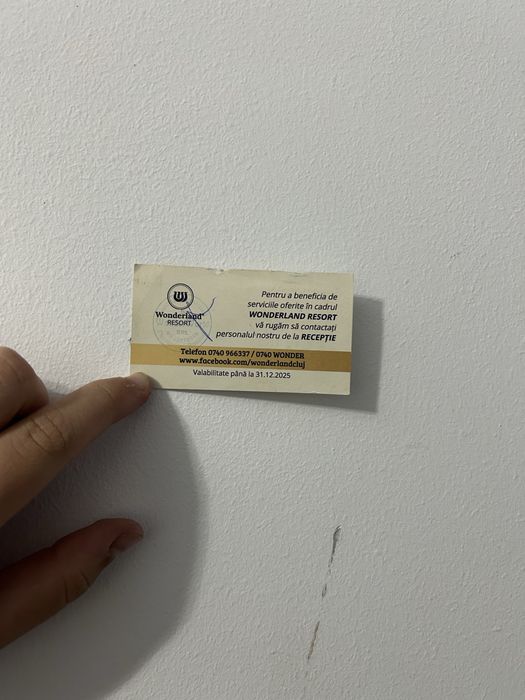 Wonderland
RESORT
Pentru a beneficia de
serviciile oferite în cadrul
WONDERLAND RESORT
vă rugăm să contactați
personalul nostru de la RECEPȚIE
Telefon 0740 966337 / 0740 WONDER
www.facebook.com/wonderlandcluj
Valabilitate până la 31.12.2025